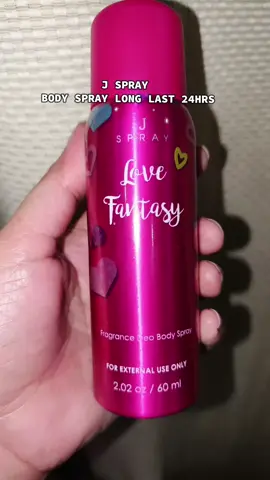 J SPRAY
BODY SPRAY LONG LAST 24HRS
J
SPRAY
Love
Fantasy
Fragrance Deo Body Spray
FOR EXTERNAL USE ONLY
2.02 oz / 60 ml